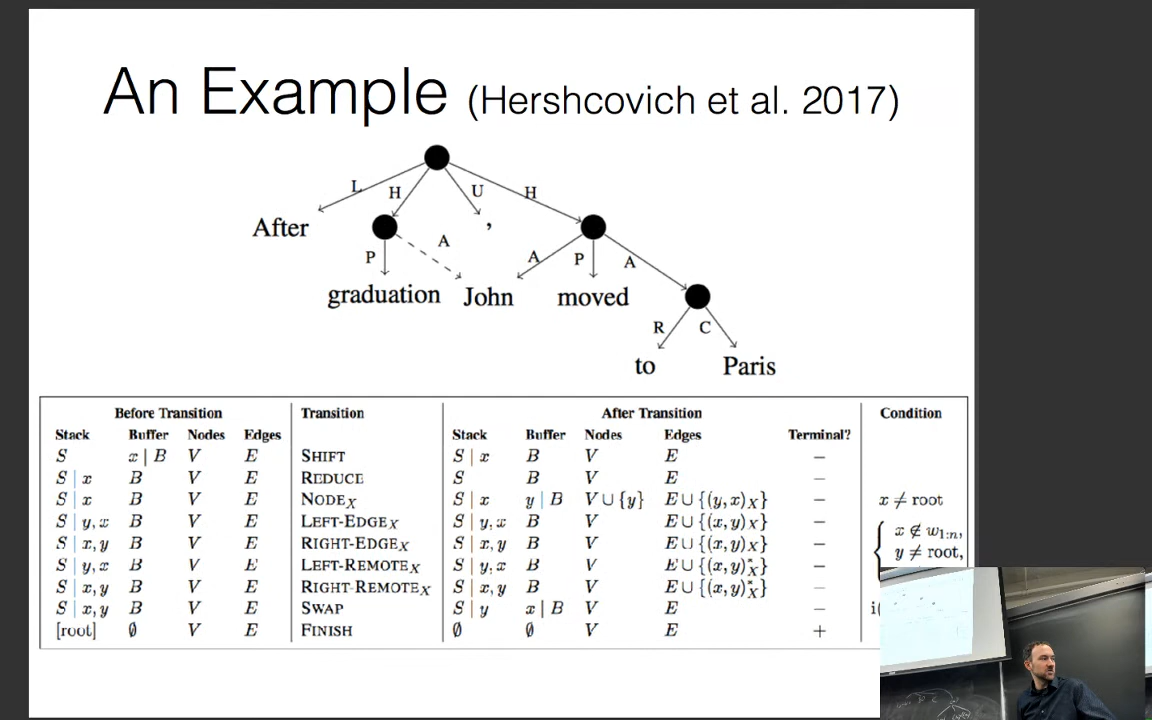 An Example (Hershcovich et al. 2017)
L H U H
After ,
P A A P A
graduation John moved
R C
to Paris
Before Transition Transition After Transition Condition
Stack Buffer Nodes Edges Stack Buffer Nodes Edges Terminal?
S x | B V E SHIFT S | x B V E −
S | x B V E REDUCE S B V E −
S | x B V E NODE_X S | x y | B V ∪ {y} E ∪ {(y, x)_X} − x ≠ root
S | y, x B V E LEFT-EDGE_X S | y, x B V E ∪ {(x, y)_X} − x ∉ w_{1:n},
S | x, y B V E RIGHT-EDGE_X S | x, y B V E ∪ {(x, y)_X} − y ≠ root,
S | y, x B V E LEFT-REMOTE_X S | y, x B V E ∪ {(x, y)*_X} −
S | x, y B V E RIGHT-REMOTE_X S | x, y B V E ∪ {(x, y)*_X} −
S | x, y B V E SWAP S | y x | B V E − i(
[root] ∅ V E FINISH ∅ ∅ V E +